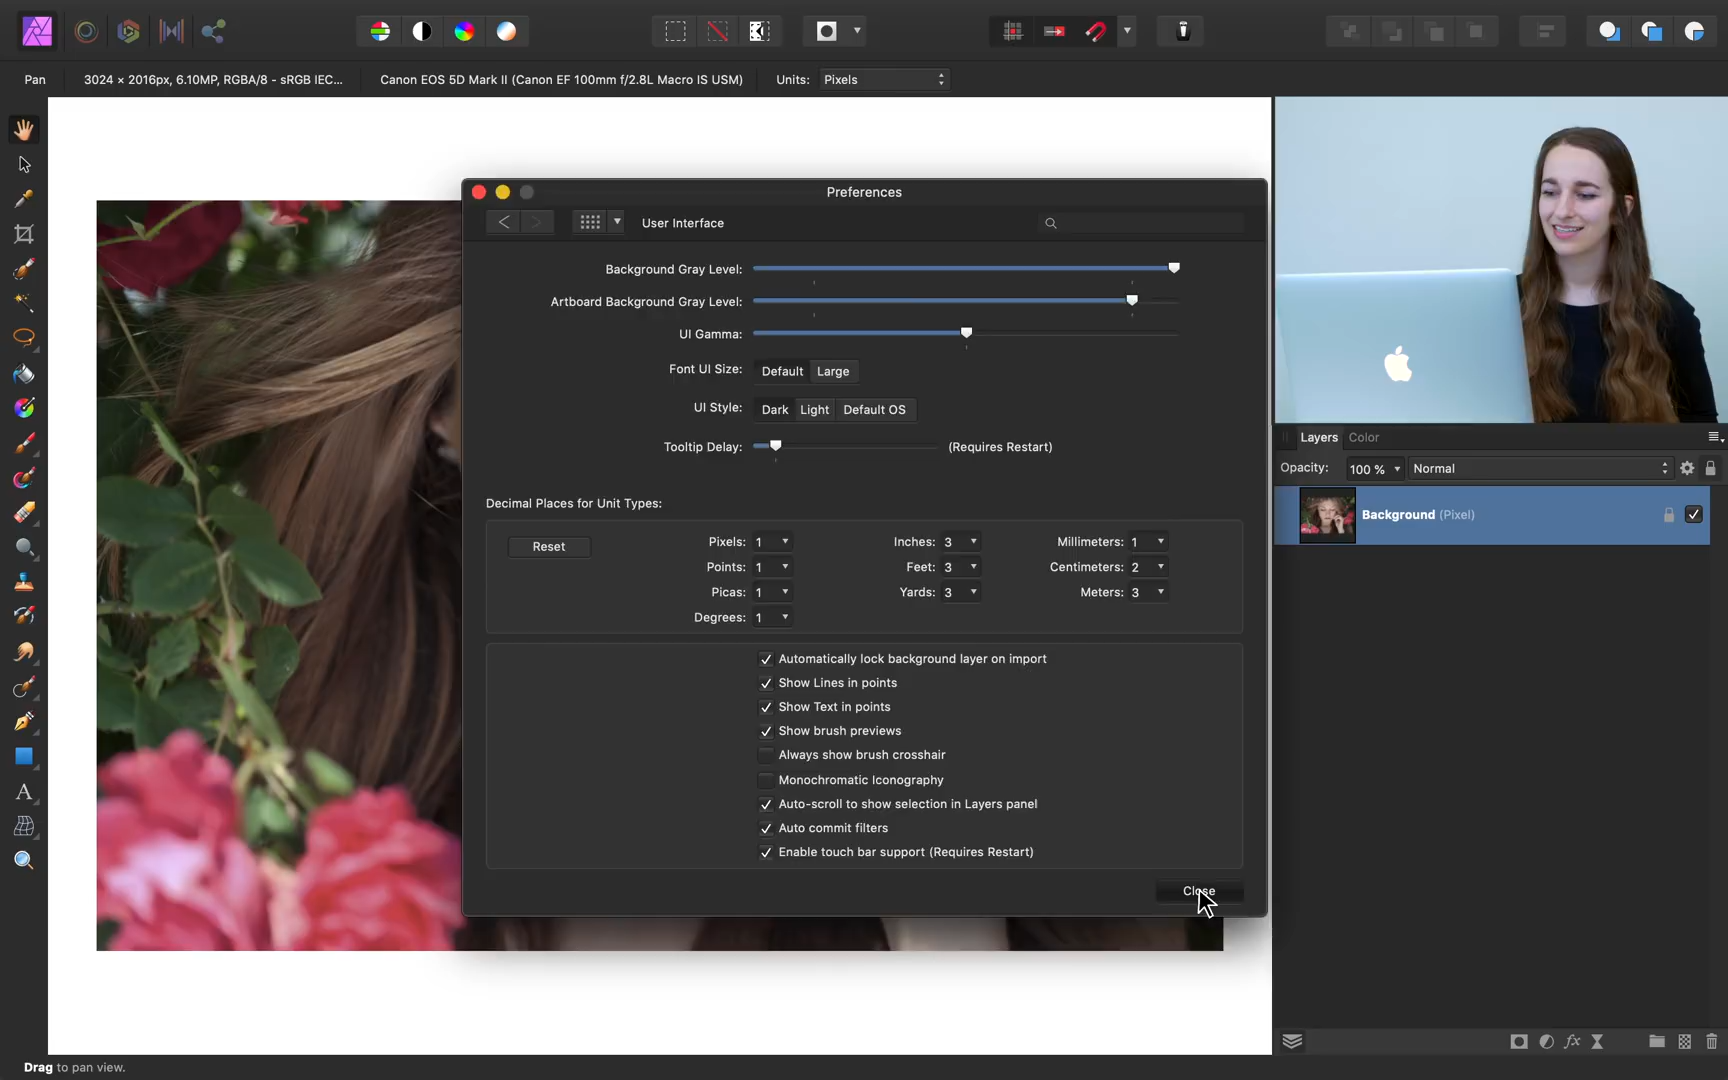 Pan
3024 × 2016px, 6.10MP, RGBA/8 - sRGB IEC...
Canon EOS 5D Mark II (Canon EF 100mm f/2.8L Macro IS USM)
Units: Pixels
Preferences
User Interface
Background Gray Level:
Artboard Background Gray Level:
UI Gamma:
Font UI Size: Default Large
UI Style: Dark Light Default OS
Tooltip Delay: (Requires Restart)
Decimal Places for Unit Types:
Reset
Pixels: 1 Inches: 3 Millimeters: 1
Points: 1 Feet: 3 Centimeters: 2
Picas: 1 Yards: 3 Meters: 3
Degrees: 1
Automatically lock background layer on import
Show Lines in points
Show Text in points
Show brush previews
Always show brush crosshair
Monochromatic Iconography
Auto-scroll to show selection in Layers panel
Auto commit filters
Enable touch bar support (Requires Restart)
Close
Layers Color
Opacity: 100 % Normal
Background (Pixel)
fx
Drag to pan view.